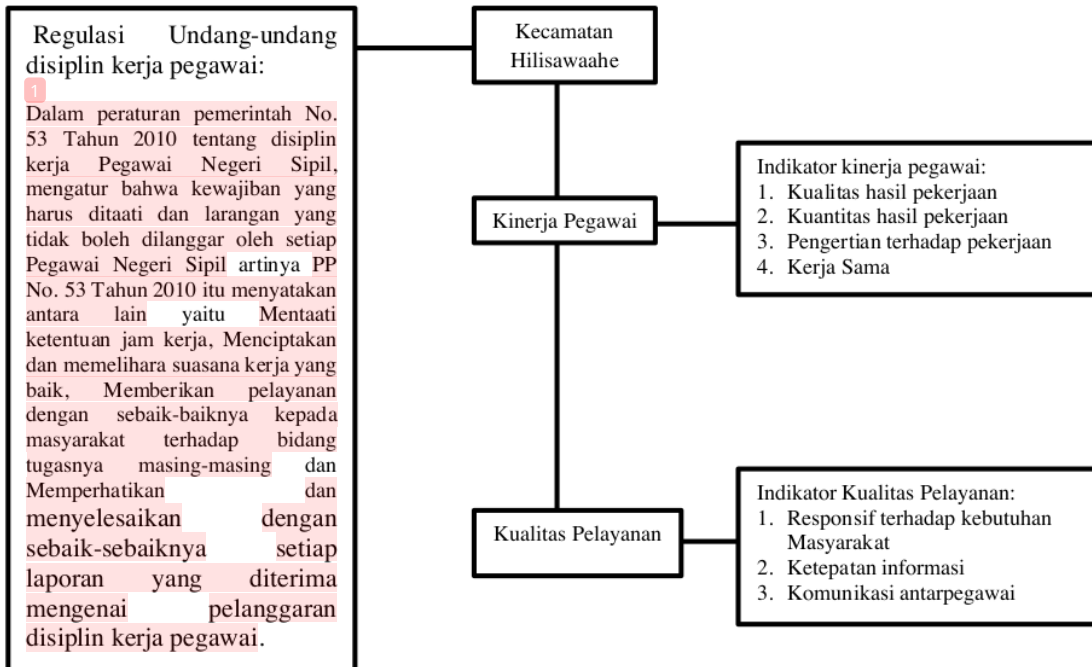 Regulasi Undang-undang
disiplin kerja pegawai:
1
Dalam peraturan pemerintah No.
53 Tahun 2010 tentang disiplin
kerja Pegawai Negeri Sipil,
mengatur bahwa kewajiban yang
harus ditaati dan larangan yang
tidak boleh dilanggar oleh setiap
Pegawai Negeri Sipil artinya PP
No. 53 Tahun 2010 itu menyatakan
antara lain yaitu Mentaati
ketentuan jam kerja, Menciptakan
dan memelihara suasana kerja yang
baik, Memberikan pelayanan
dengan sebaik-baiknya kepada
masyarakat terhadap bidang
tugasnya masing-masing dan
Memperhatikan dan
menyelesaikan dengan
sebaik-sebaiknya setiap
laporan yang diterima
mengenai pelanggaran
disiplin kerja pegawai.
Kecamatan
Hilisawaahe
Kinerja Pegawai
Indikator kinerja pegawai:
1. Kualitas hasil pekerjaan
2. Kuantitas hasil pekerjaan
3. Pengertian terhadap pekerjaan
4. Kerja Sama
Kualitas Pelayanan
Indikator Kualitas Pelayanan:
1. Responsif terhadap kebutuhan
Masyarakat
2. Ketepatan informasi
3. Komunikasi antarpegawai